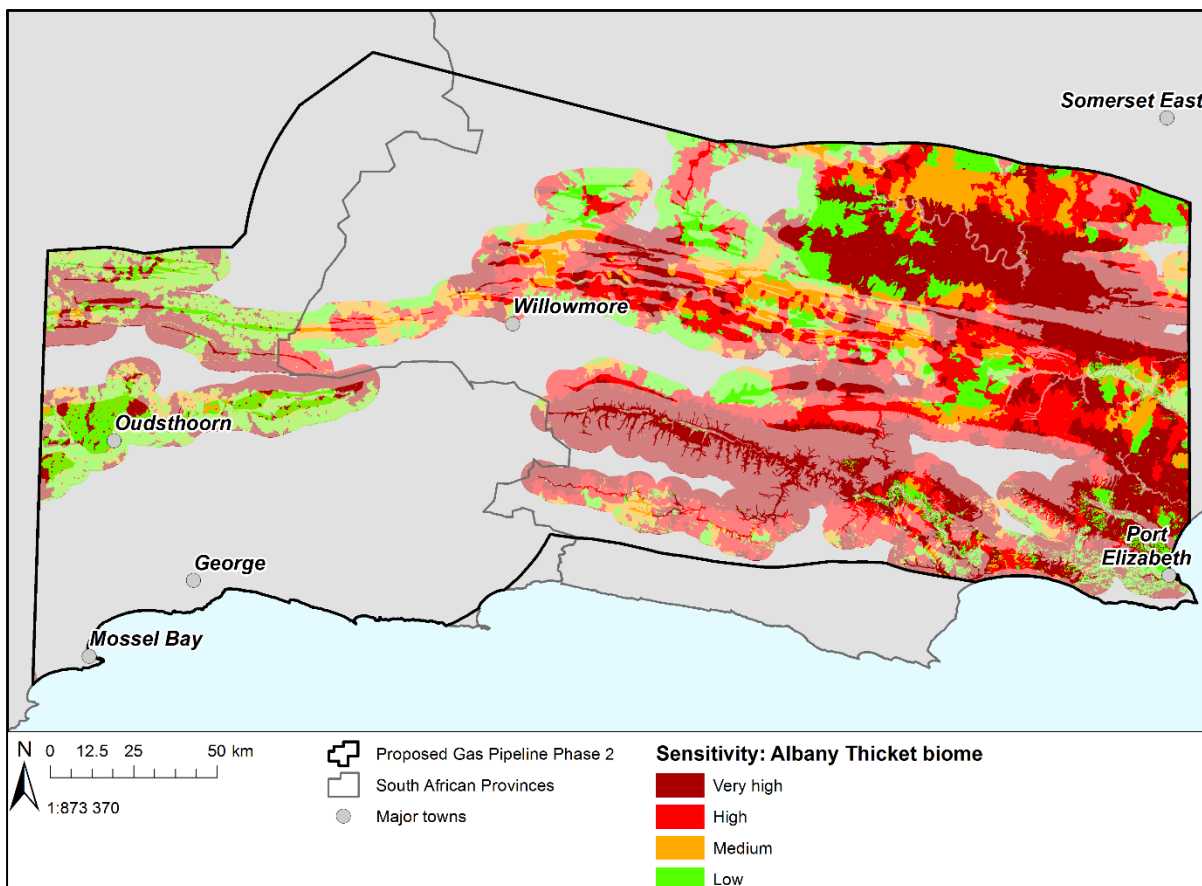 Somerset East
Willowmore
Oudsthoorn
Port
Elizabeth
George
Mossel Bay
N
0 12.5 25 50 km
1:873 370
Proposed Gas Pipeline Phase 2
South African Provinces
Major towns
Sensitivity: Albany Thicket biome
Very high
High
Medium
Low